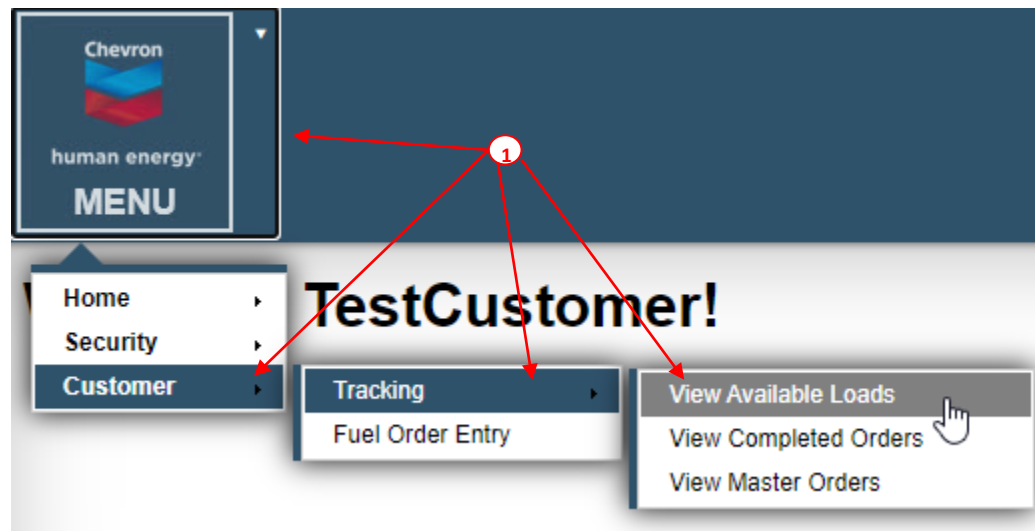 Chevron
human energy·
MENU
1
TestCustomer!
Home
Security
Customer
Tracking
Fuel Order Entry
View Available Loads
View Completed Orders
View Master Orders